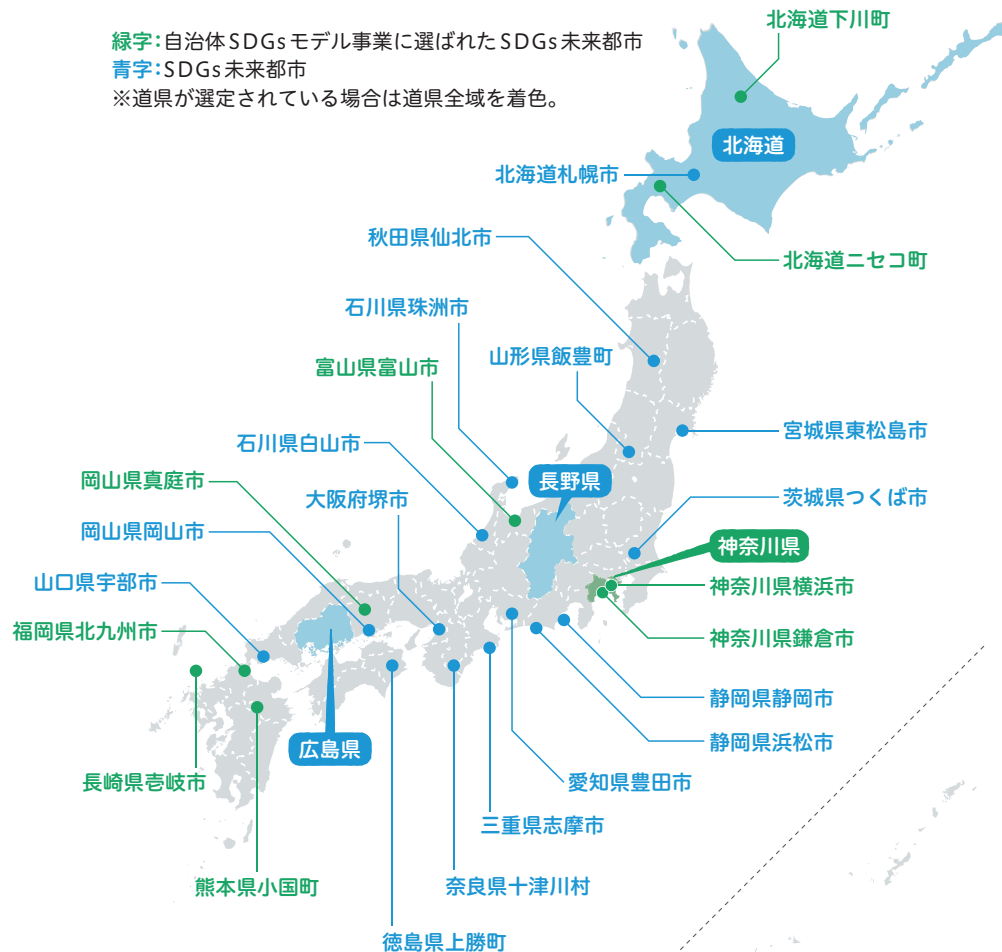 緑字：自治体SDGsモデル事業に選ばれたSDGs未来都市
青字：SDGs未来都市
※道県が選定されている場合は道県全域を着色。
北海道下川町
北海道
北海道札幌市
北海道ニセコ町
秋田県仙北市
石川県珠洲市
山形県飯豊町
富山県富山市
宮城県東松島市
石川県白山市
長野県
岡山県真庭市
大阪府堺市
茨城県つくば市
岡山県岡山市
神奈川県
山口県宇部市
神奈川県横浜市
福岡県北九州市
神奈川県鎌倉市
静岡県静岡市
静岡県浜松市
広島県
長崎県壱岐市
愛知県豊田市
三重県志摩市
熊本県小国町
奈良県十津川村
徳島県上勝町